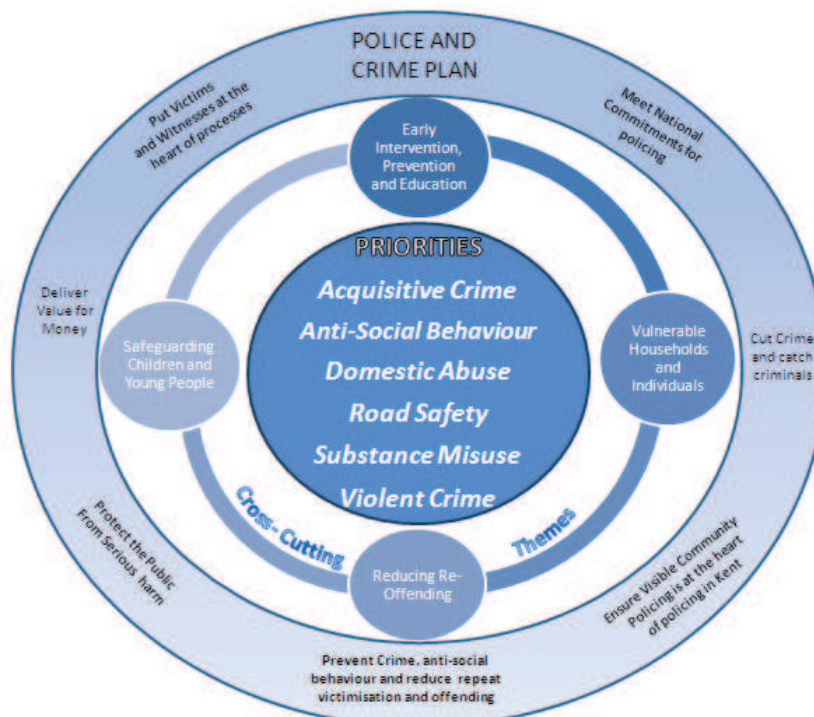 POLICE AND
CRIME PLAN
Put Victims
and Witnesses at the
heart of processes
Meet National
Commitments for
policing
Early
Intervention,
Prevention
and Education
PRIORITIES
Acquisitive Crime
Anti-Social Behaviour
Domestic Abuse
Road Safety
Substance Misuse
Violent Crime
Deliver
Value for
Money
Safeguarding
Children and
Young People
Vulnerable
Households
and
Individuals
Cut Crime
and catch
criminals
Cross-Cutting
Themes
Reducing Re-
Offending
Protect the Public
From Serious harm
Ensure Visible Community
Policing is at the heart
of policing in Kent
Prevent Crime, anti-social
behaviour and reduce repeat
victimisation and offending